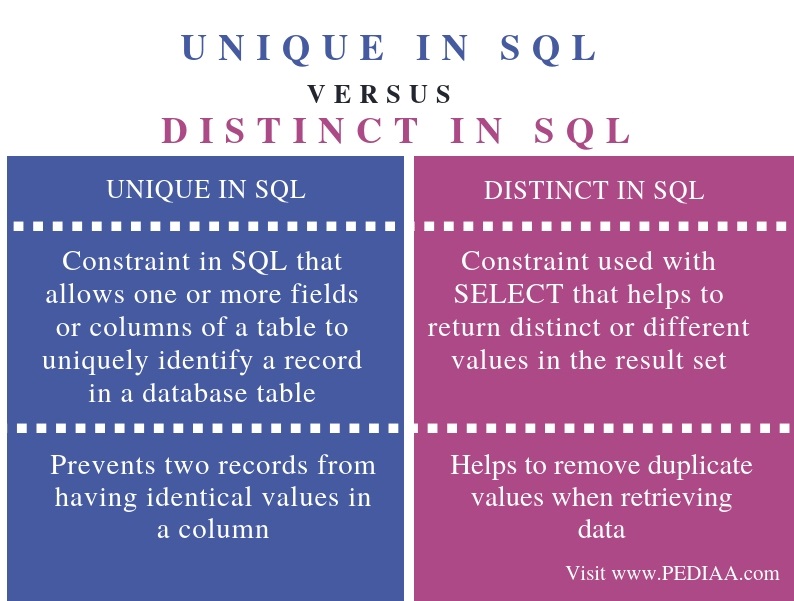 UNIQUE IN SQL
VERSUS
DISTINCT IN SQL
UNIQUE IN SQL
Constraint in SQL that
allows one or more fields
or columns of a table to
uniquely identify a record
in a database table
Prevents two records from
having identical values in
a column
DISTINCT IN SQL
Constraint used with
SELECT that helps to
return distinct or different
values in the result set
Helps to remove duplicate
values when retrieving
data
Visit www.PEDIAA.com